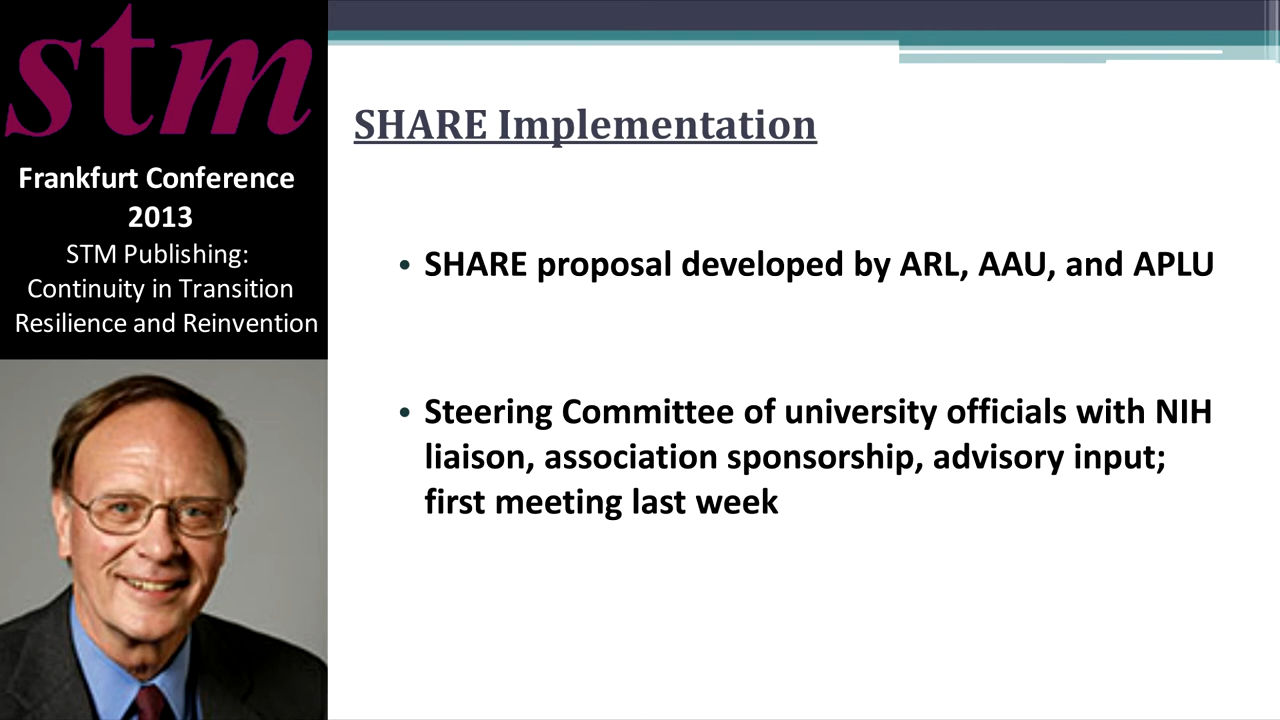 stm
Frankfurt Conference
2013
STM Publishing:
Continuity in Transition
Resilience and Reinvention
SHARE Implementation
• SHARE proposal developed by ARL, AAU, and APLU
• Steering Committee of university officials with NIH
liaison, association sponsorship, advisory input;
first meeting last week